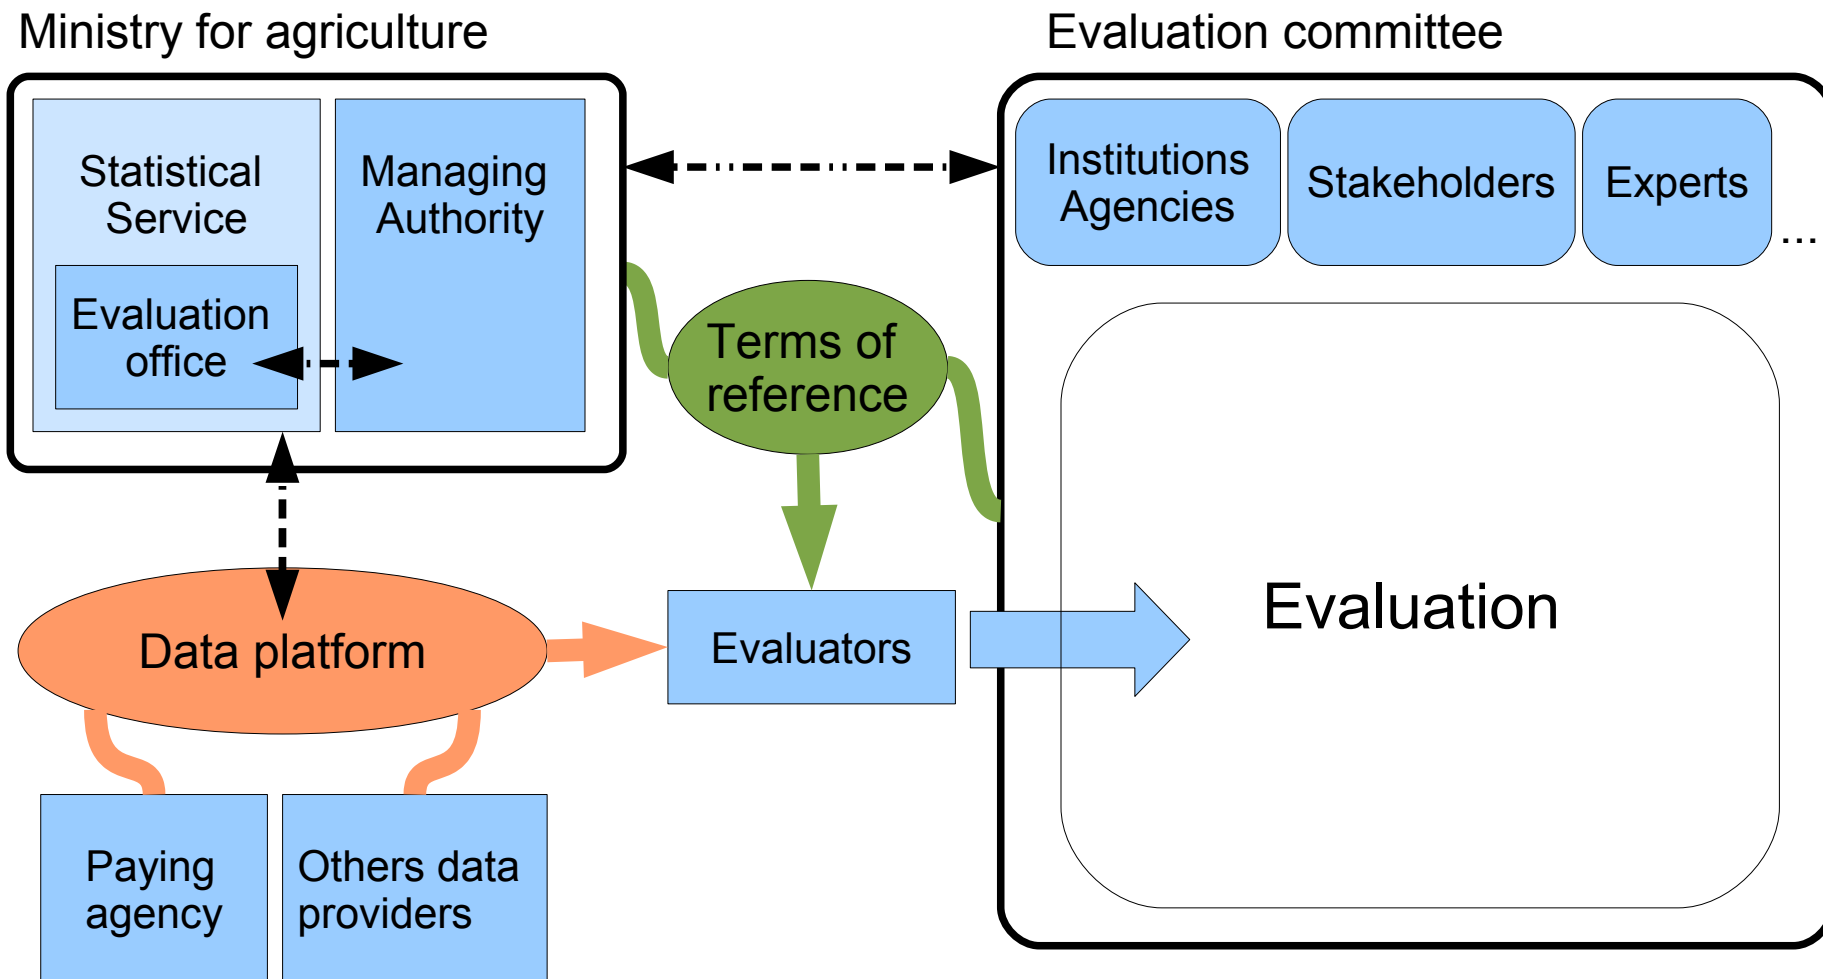 Ministry for agriculture
Evaluation committee
Statistical
Service
Managing
Authority
Evaluation
office
Institutions
Agencies
Stakeholders
Experts
...
Terms of
reference
Evaluation
Data platform
Evaluators
Paying
agency
Others data
providers